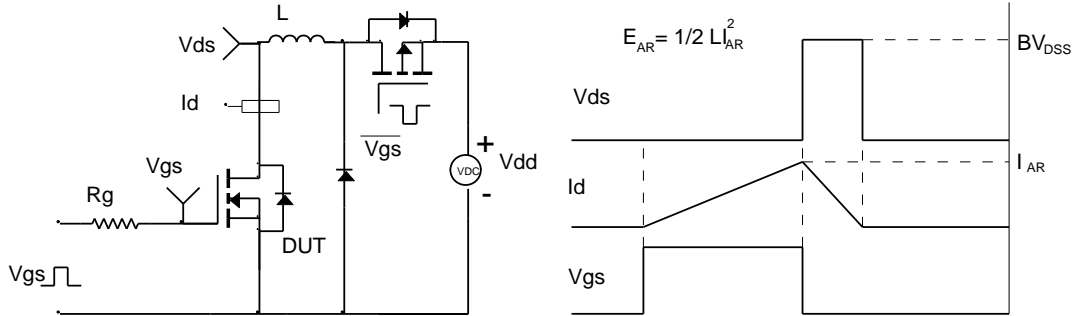 L
E_AR = 1/2 LI_AR^2
Vds
BV_DSS
Vds
Id
Vgs
Vgs
+
VDC
Vdd
-
I_AR
Id
Rg
DUT
Vgs
Vgs